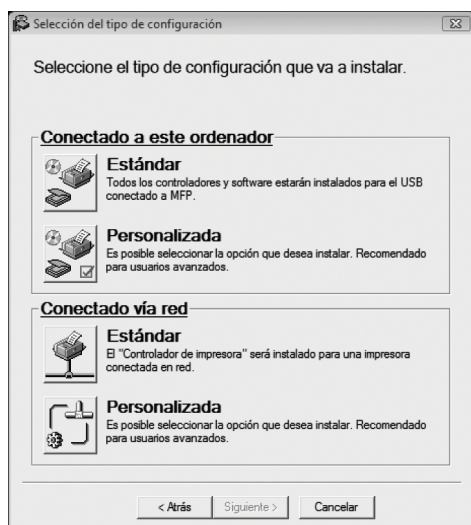 Selección del tipo de configuración
Seleccione el tipo de configuración que va a instalar.
Conectado a este ordenador
Estándar
Todos los controladores y software estarán instalados para el USB
conectado a MFP.
Personalizada
Es posible seleccionar la opción que desea instalar. Recomendado
para usuarios avanzados.
Conectado vía red
Estándar
El "Controlador de impresora" será instalado para una impresora
conectada en red.
Personalizada
Es posible seleccionar la opción que desea instalar. Recomendado
para usuarios avanzados.
< Atrás Siguiente > Cancelar